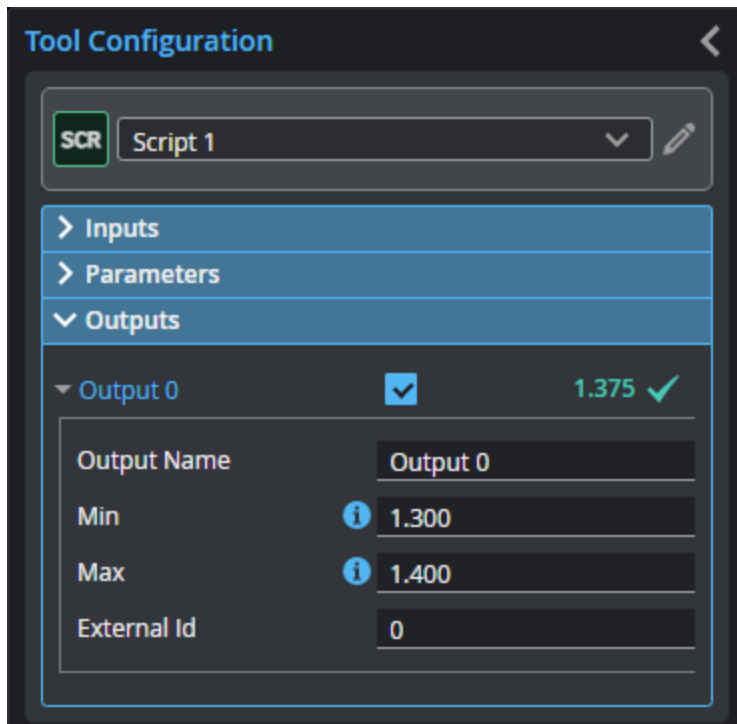 Tool Configuration
SCR Script 1
Inputs
Parameters
Outputs
Output 0 1.375
Output Name Output 0
Min 1.300
Max 1.400
External Id 0